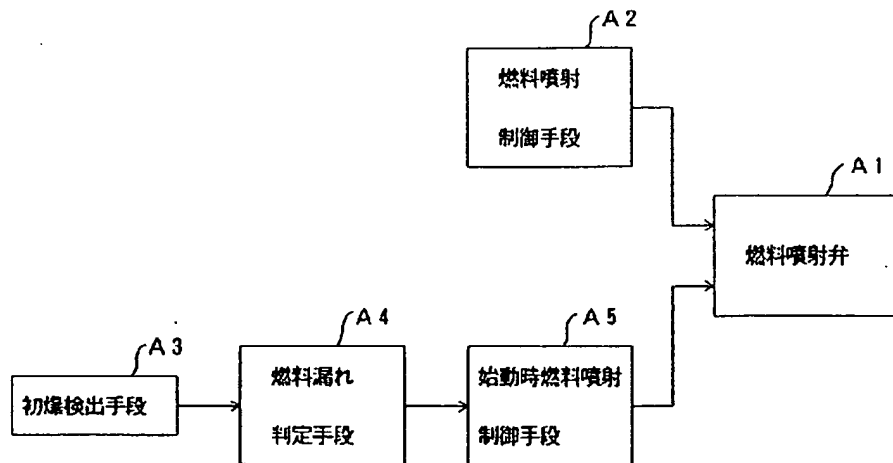 A2
燃料噴射
制御手段
A1
燃料噴射弁
A3
初爆検出手段
A4
燃料漏れ
判定手段
A5
始動時燃料噴射
制御手段